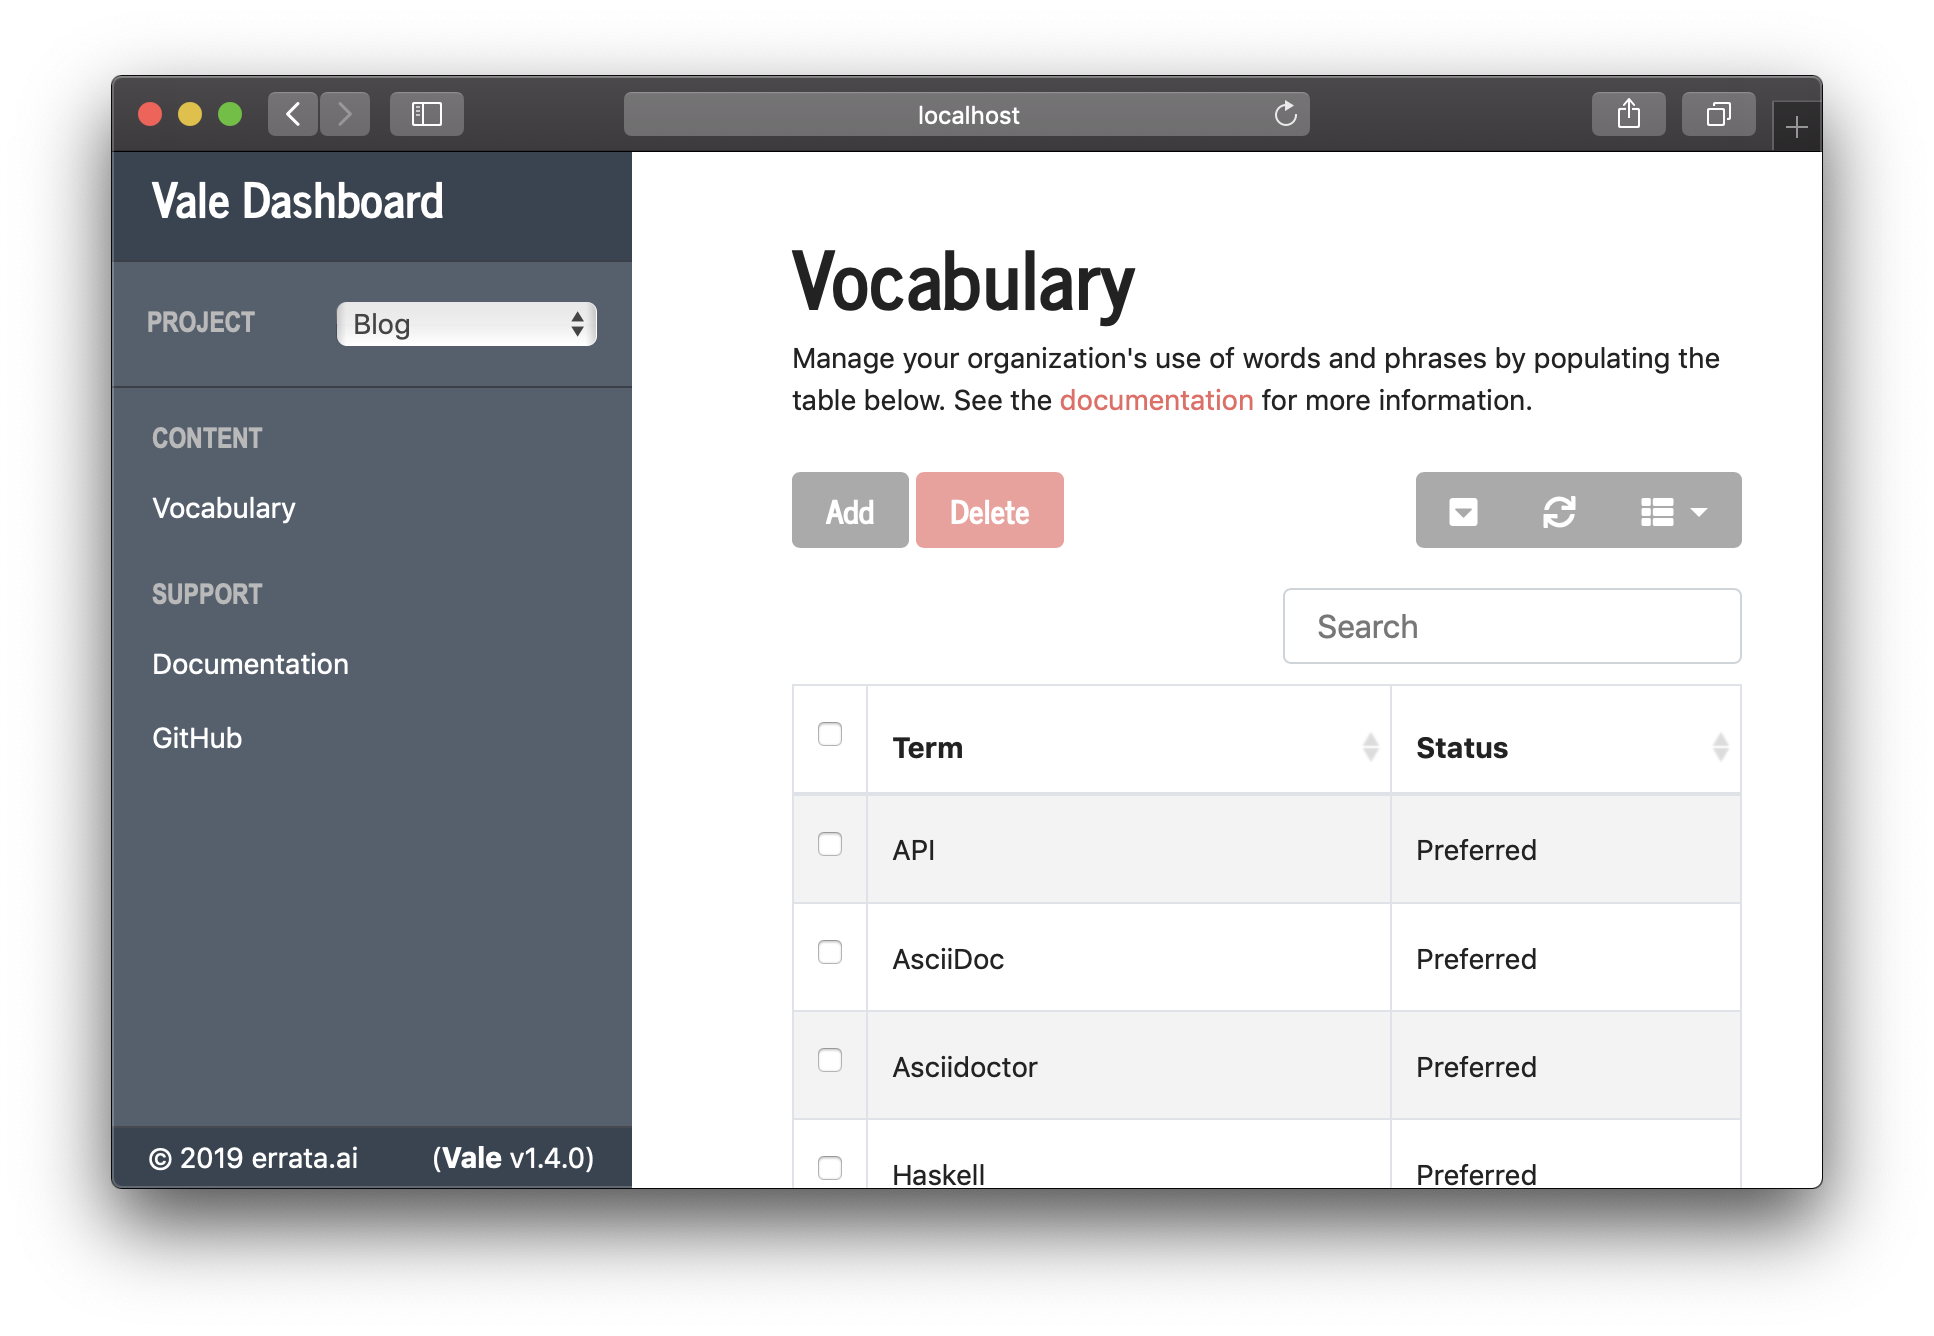 localhost
Vale Dashboard
PROJECT
Blog
CONTENT
Vocabulary
SUPPORT
Documentation
GitHub
© 2019 errata.ai (Vale v1.4.0)
Vocabulary
Manage your organization's use of words and phrases by populating the
table below. See the documentation for more information.
Add Delete
Search
Term Status
API Preferred
AsciiDoc Preferred
Asciidoctor Preferred
Haskell Preferred